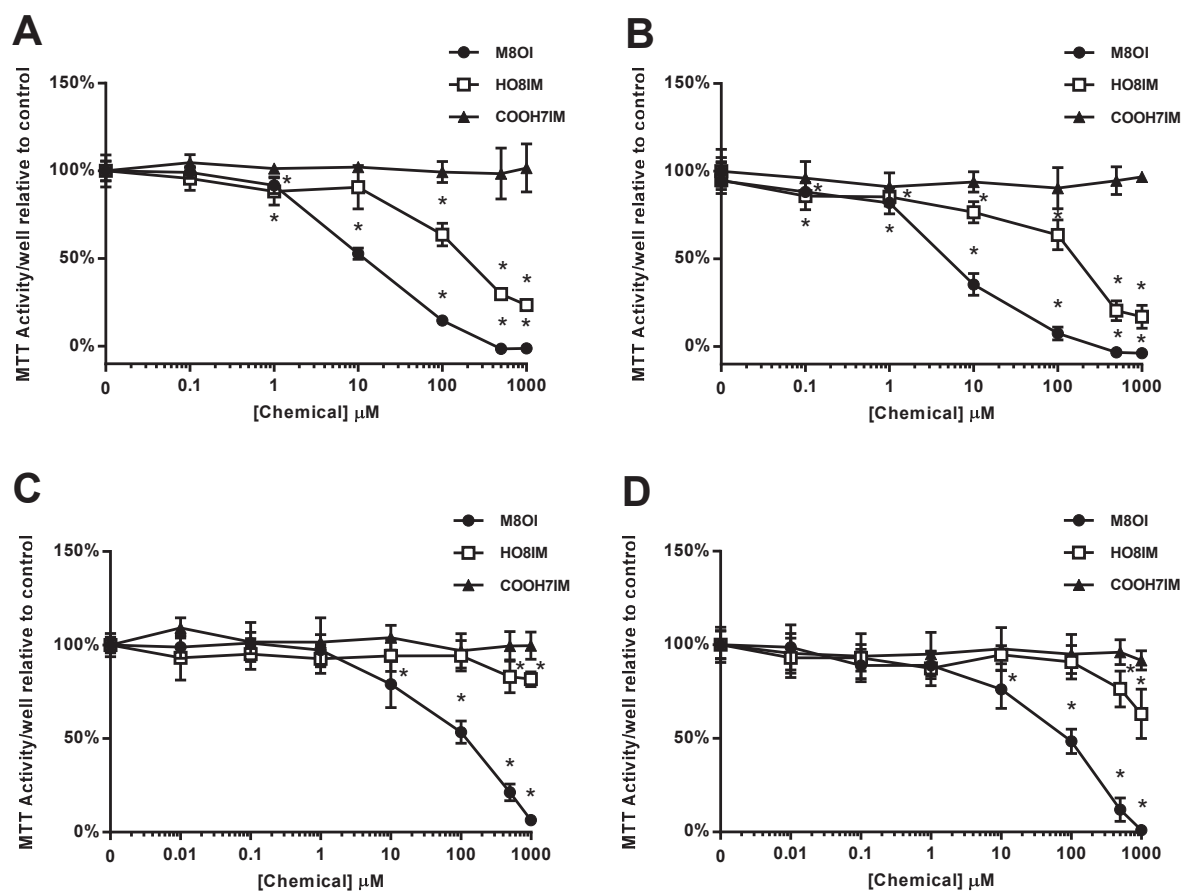 A
M8OI
HO8IM
COOH7IM
150%
100%
50%
0%
MTT Activity/well relative to control
0 0.1 1 10 100 1000
[Chemical] μM
* * * * * * * * *
B
M8OI
HO8IM
COOH7IM
150%
100%
50%
0%
MTT Activity/well relative to control
0 0.1 1 10 100 1000
[Chemical] μM
* * * * * * * * * * * *
C
M8OI
HO8IM
COOH7IM
150%
100%
50%
0%
MTT Activity/well relative to control
0 0.01 0.1 1 10 100 1000
[Chemical] μM
* * * * * *
D
M8OI
HO8IM
COOH7IM
150%
100%
50%
0%
MTT Activity/well relative to control
0 0.01 0.1 1 10 100 1000
[Chemical] μM
* * * * * *